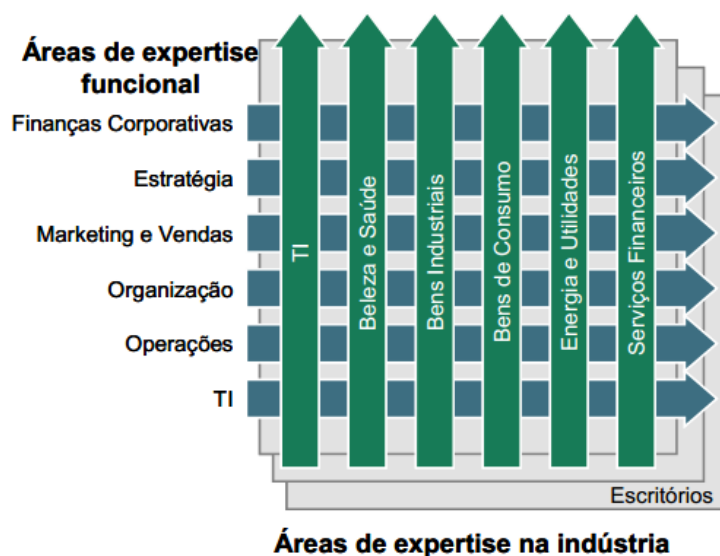 Áreas de expertise
funcional
Finanças Corporativas
Estratégia
Marketing e Vendas
Organização
Operações
TI
TI
Beleza e Saúde
Bens Industriais
Bens de Consumo
Energia e Utilidades
Serviços Financeiros
Escritórios
Áreas de expertise na indústria